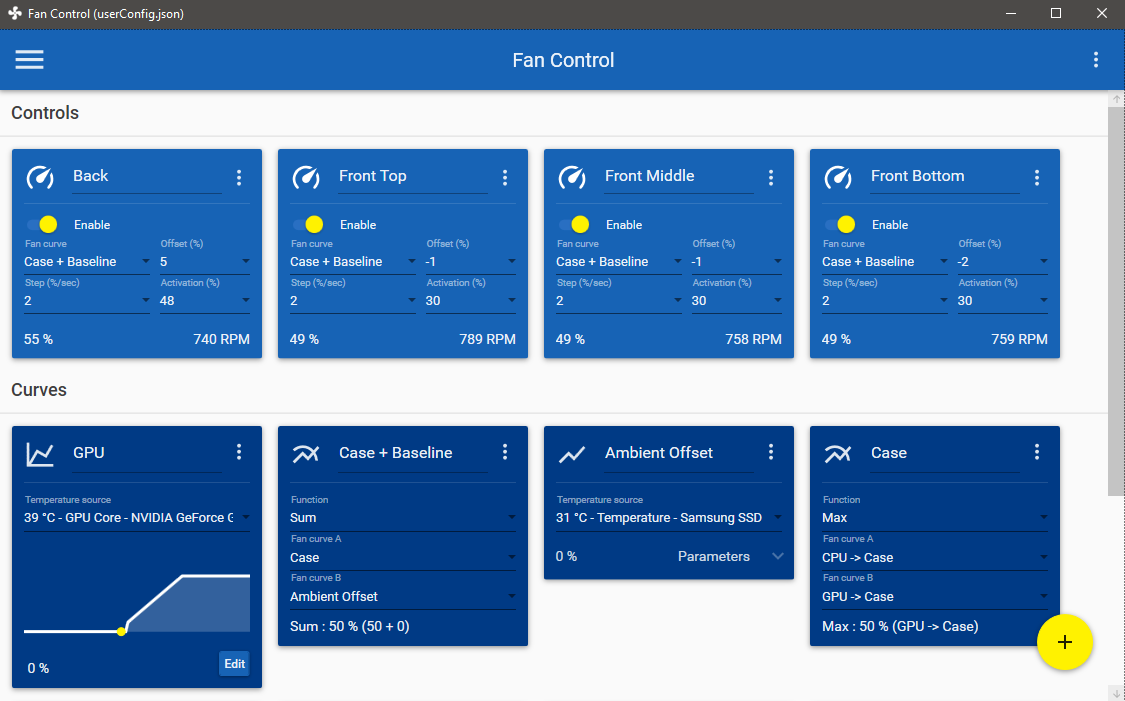 Fan Control (userConfig.json)
Fan Control
Controls
Back
Enable
Fan curve Offset (%)
Case + Baseline 5
Step (%/sec) Activation (%)
2 48
55 % 740 RPM
Front Top
Enable
Fan curve Offset (%)
Case + Baseline -1
Step (%/sec) Activation (%)
2 30
49 % 789 RPM
Front Middle
Enable
Fan curve Offset (%)
Case + Baseline -1
Step (%/sec) Activation (%)
2 30
49 % 758 RPM
Front Bottom
Enable
Fan curve Offset (%)
Case + Baseline -2
Step (%/sec) Activation (%)
2 30
49 % 759 RPM
Curves
GPU
Temperature source
39 °C - GPU Core - NVIDIA GeForce G
0 % Edit
Case + Baseline
Function
Sum
Fan curve A
Case
Fan curve B
Ambient Offset
Sum : 50 % (50 + 0)
Ambient Offset
Temperature source
31 °C - Temperature - Samsung SSD
0 % Parameters
Case
Function
Max
Fan curve A
CPU -> Case
Fan curve B
GPU -> Case
Max : 50 % (GPU -> Case)
+